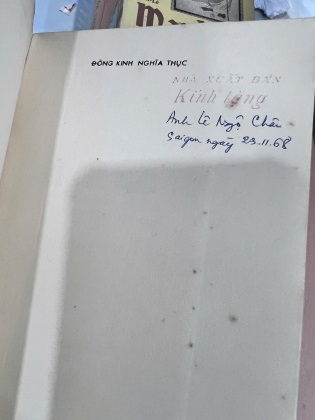 ĐÔNG KINH NGHĨA THỤC
NHÀ XUẤT BẢN
Kính tặng
Anh Lê Ngộ Châu
Saigon ngày 23.11.68